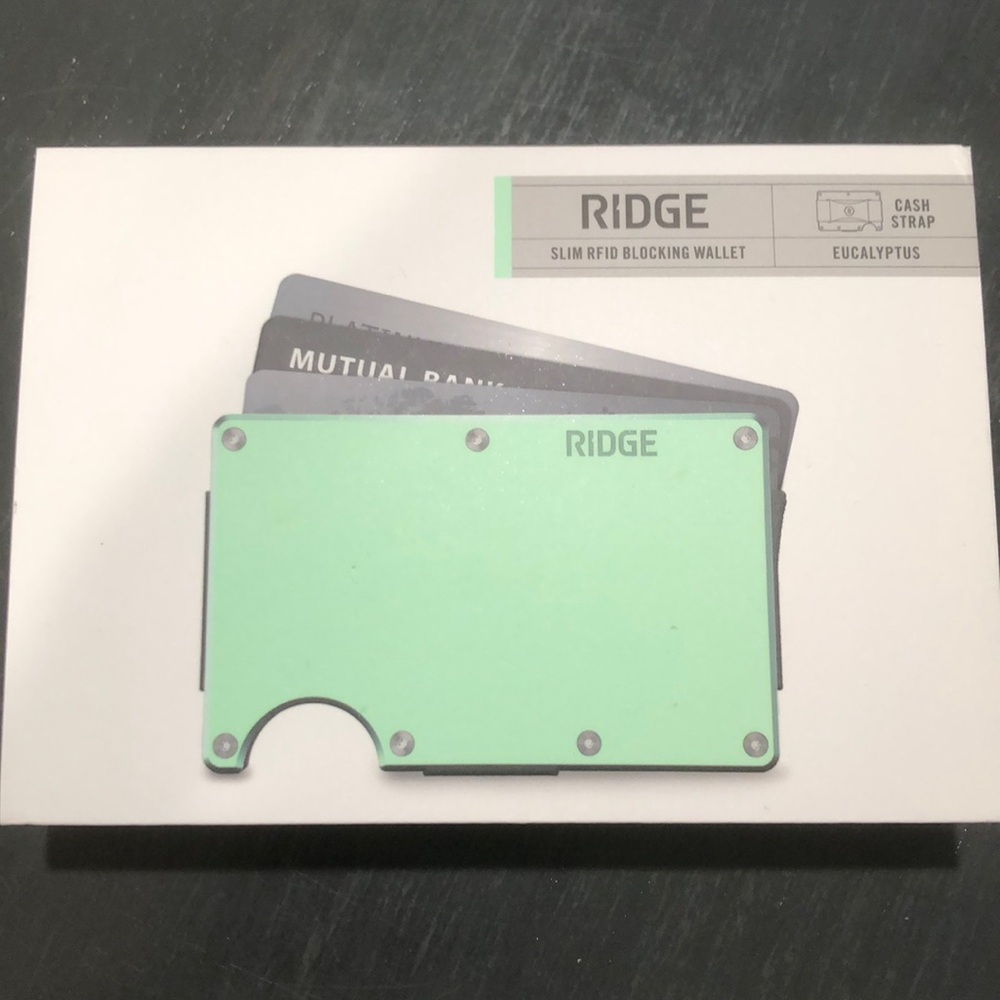 RIDGE
CASH
STRAP
SLIM RFID BLOCKING WALLET
EUCALYPTUS
MUTUAL BANK
RIDGE